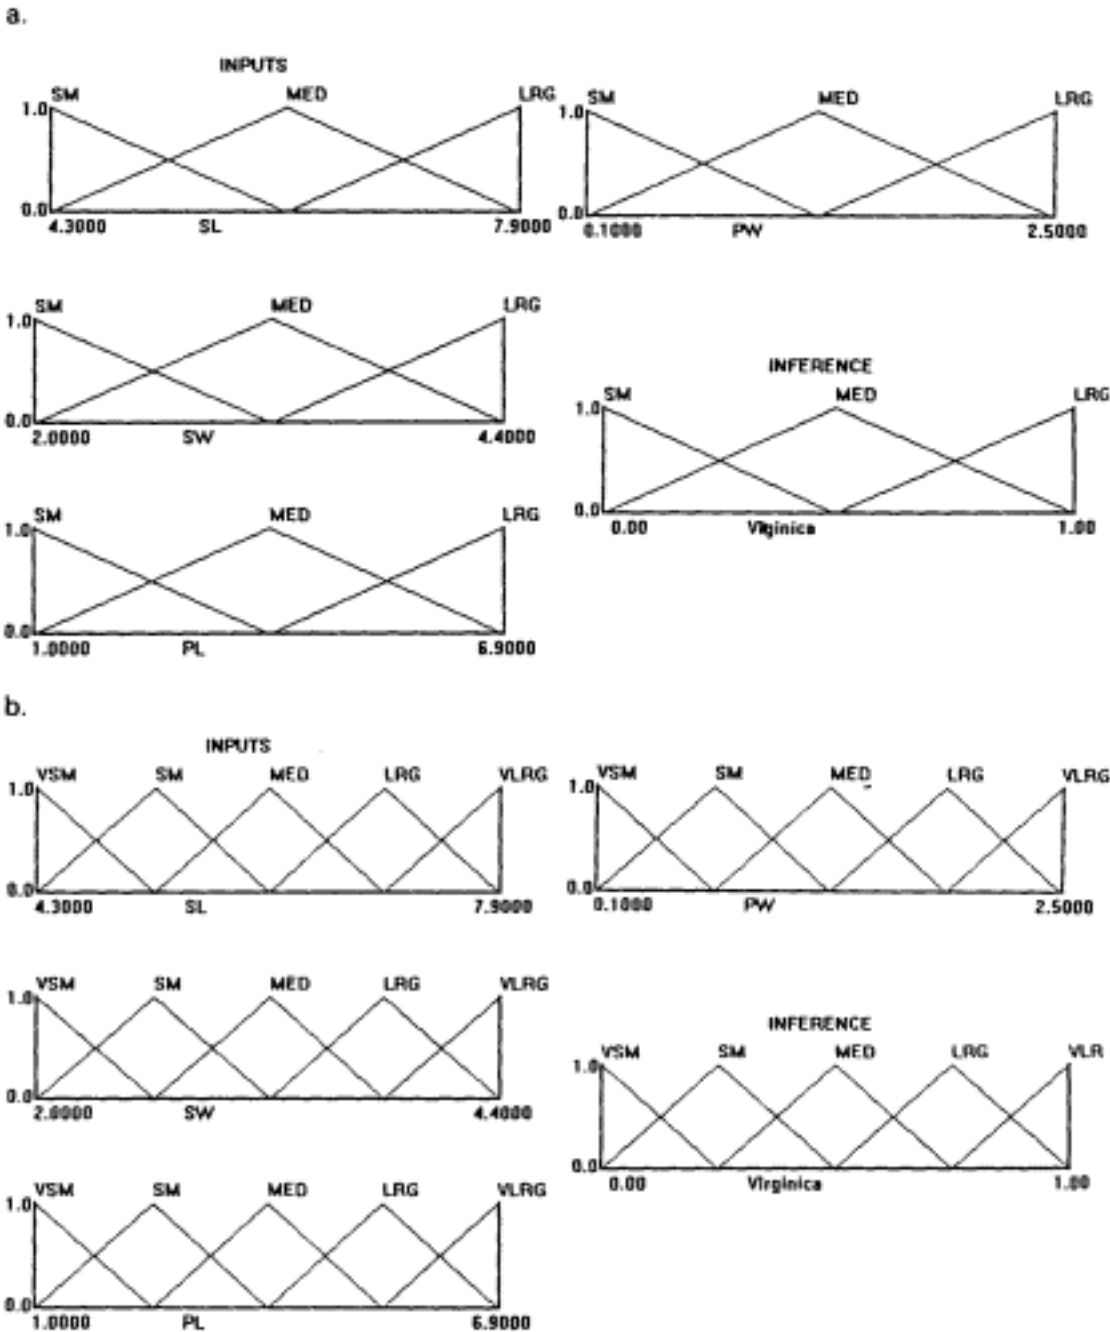 a.
INPUTS
SM MED LRG
1.0
0.0
4.3000 SL 7.9000
SM MED LRG
1.0
0.0
0.1000 PW 2.5000
SM MED LRG
1.0
0.0
2.0000 SW 4.4000
INFERENCE
SM MED LRG
1.0
0.0
0.00 Virginica 1.00
SM MED LRG
1.0
0.0
1.0000 PL 6.9000
b.
INPUTS
VSM SM MED LRG VLRG
1.0
0.0
4.3000 SL 7.9000
VSM SM MED LRG VLRG
1.0
0.0
0.1000 PW 2.5000
VSM SM MED LRG VLRG
1.0
0.0
2.0000 SW 4.4000
INFERENCE
VSM SM MED LRG VLR
1.0
0.0
0.00 Virginica 1.00
VSM SM MED LRG VLRG
1.0
0.0
1.0000 PL 6.9000